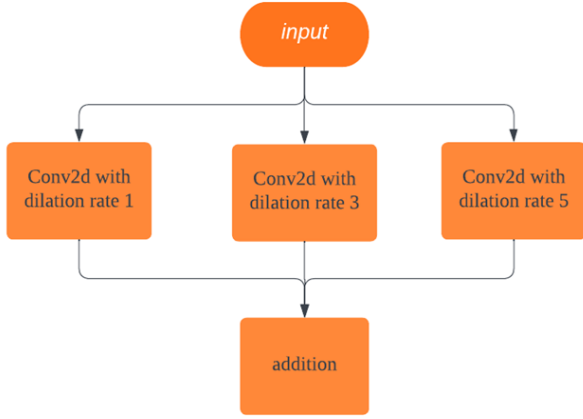 input
Conv2d with
dilation rate 1
Conv2d with
dilation rate 3
Conv2d with
dilation rate 5
addition